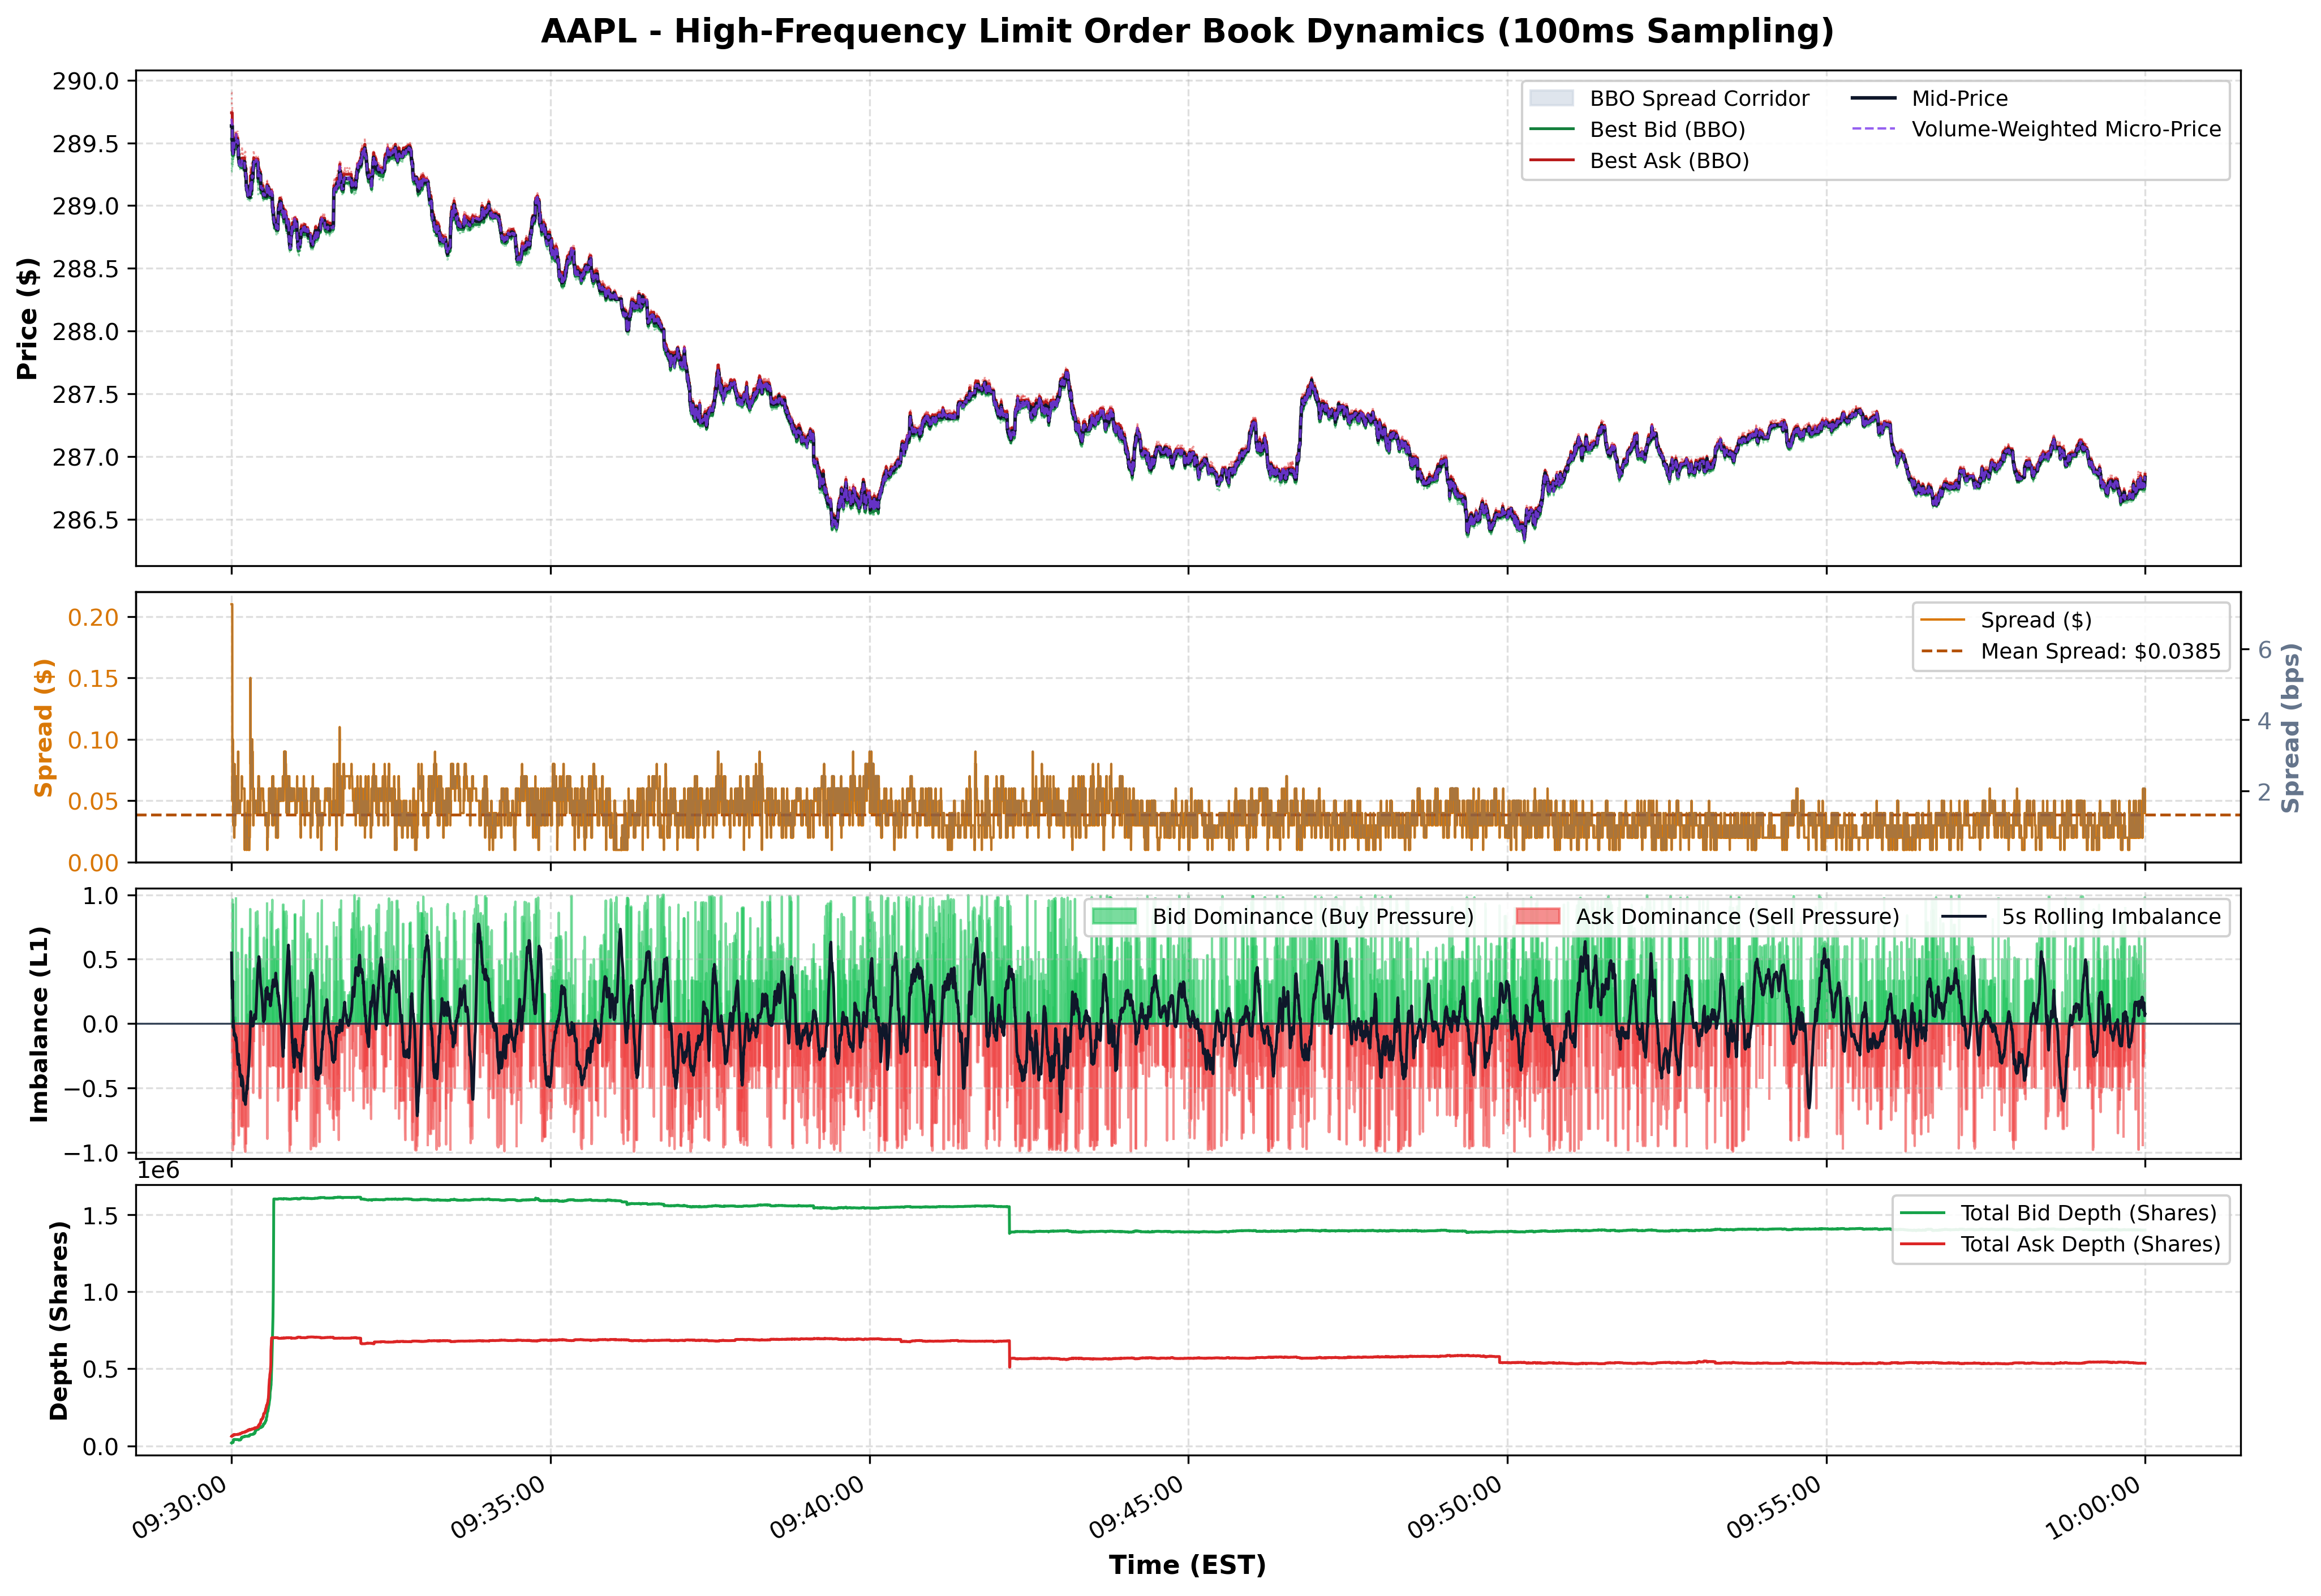 AAPL - High-Frequency Limit Order Book Dynamics (100ms Sampling)
Price ($)
290.0
289.5
289.0
288.5
288.0
287.5
287.0
286.5
BBO Spread Corridor
Best Bid (BBO)
Best Ask (BBO)
Mid-Price
Volume-Weighted Micro-Price
Spread ($)
0.20
0.15
0.10
0.05
0.00
Spread ($)
Mean Spread: $0.0385
6
4
2
Spread (bps)
Imbalance (L1)
1.0
0.5
0.0
−0.5
−1.0
Bid Dominance (Buy Pressure)
Ask Dominance (Sell Pressure)
5s Rolling Imbalance
1e6
Depth (Shares)
1.5
1.0
0.5
0.0
Total Bid Depth (Shares)
Total Ask Depth (Shares)
09:30:00
09:35:00
09:40:00
09:45:00
09:50:00
09:55:00
10:00:00
Time (EST)